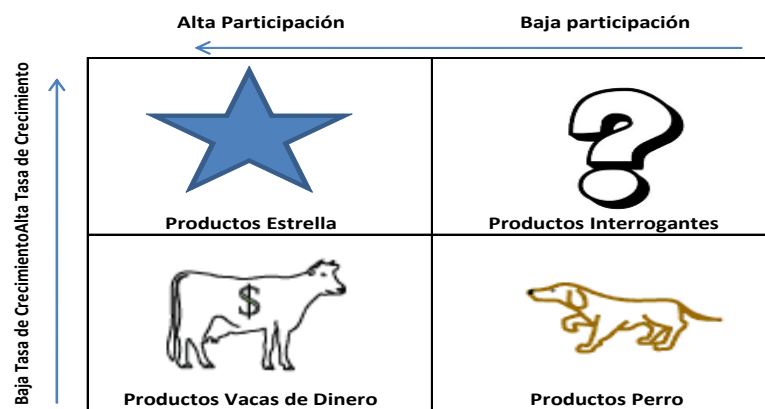 Alta Participación
Baja participación
Baja Tasa de CrecimientoAlta Tasa de Crecimiento
Productos Estrella
Productos Interrogantes
$
Productos Vacas de Dinero
Productos Perro